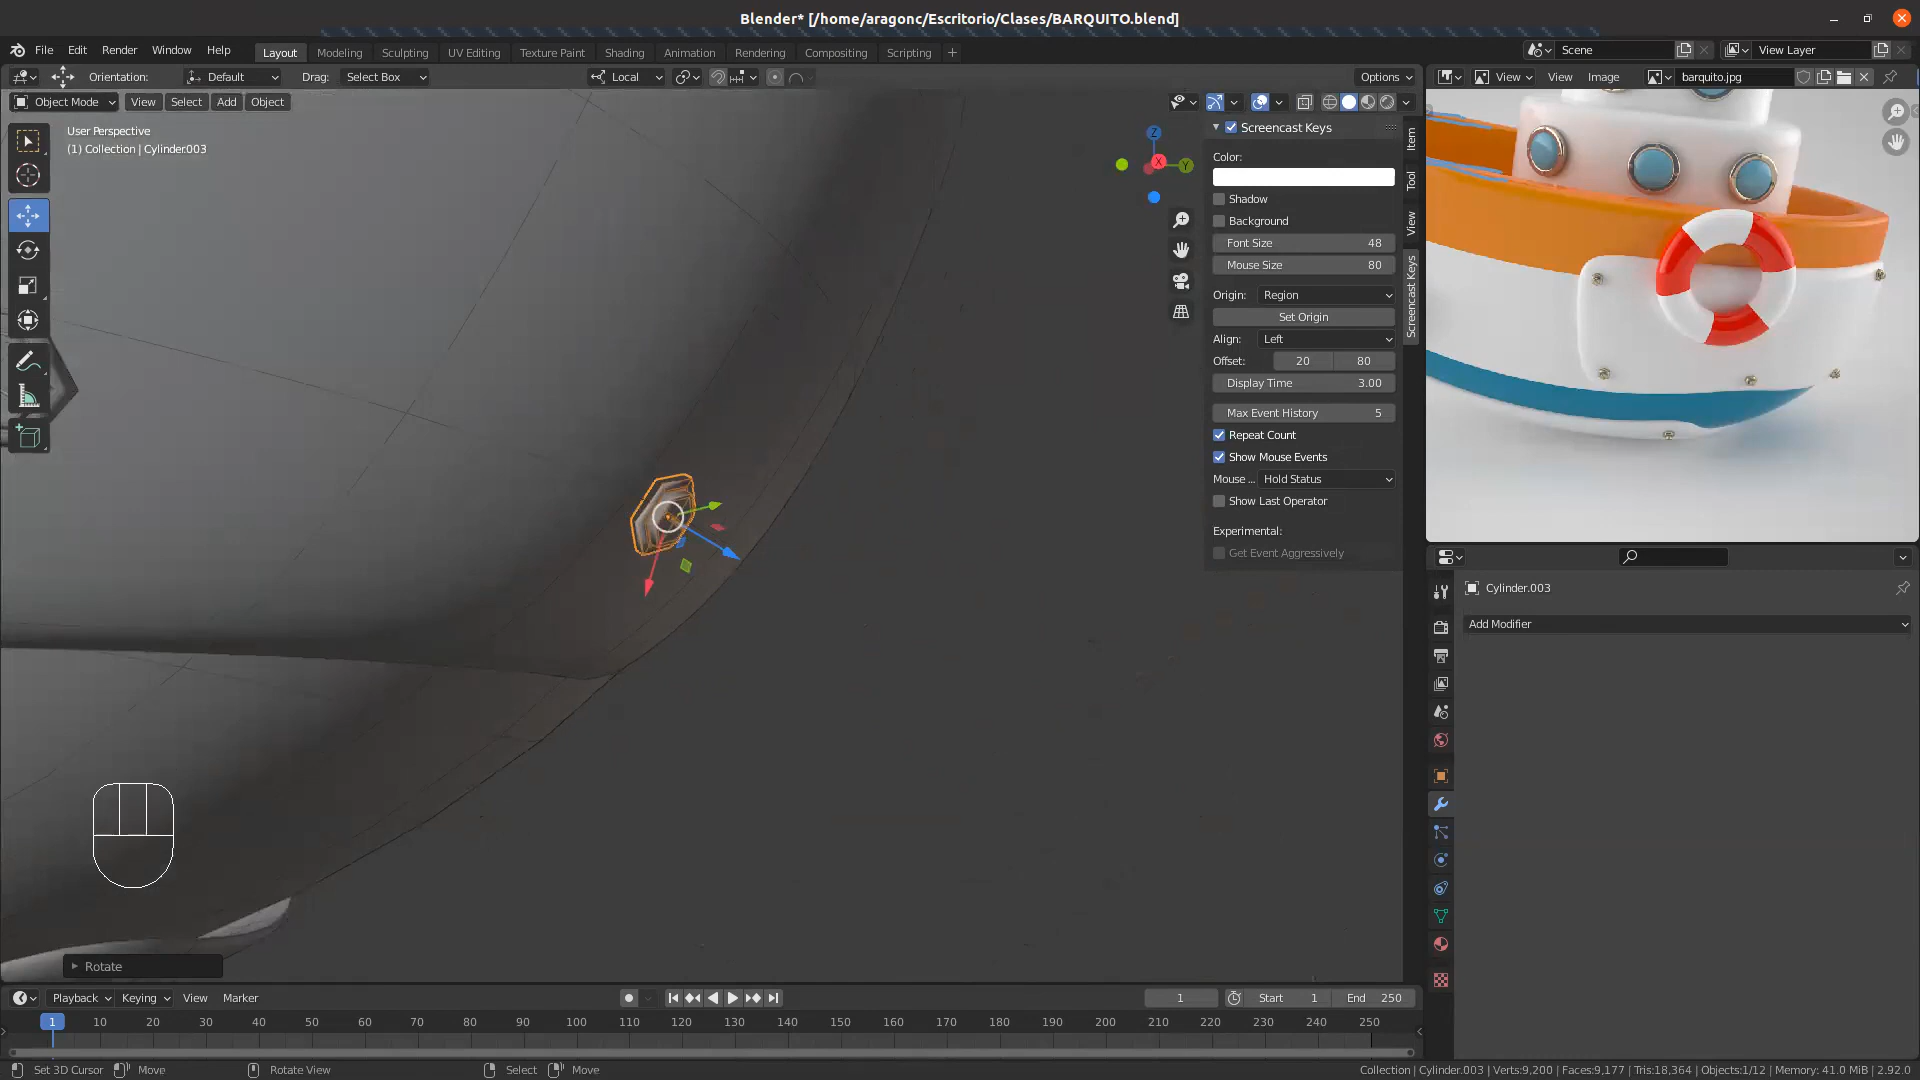 Blender* [/home/aragonc/Escritorio/Clases/BARQUITO.blend]
File Edit Render Window Help Layout Modeling Sculpting UV Editing Texture Paint Shading Animation Rendering Compositing Scripting + Scene View Layer
Orientation: Default Drag: Select Box Local Options View View Image barquito.jpg
Object Mode View Select Add Object
User Perspective
(1) Collection | Cylinder.003
Z
X
Y
Screencast Keys
Color:
Shadow
Background
Font Size 48
Mouse Size 80
Origin: Region
Set Origin
Align: Left
Offset: 20 80
Display Time 3.00
Max Event History 5
Repeat Count
Show Mouse Events
Mouse ... Hold Status
Show Last Operator
Experimental:
Get Event Aggressively
Item
Tool
View
Screencast Keys
Cylinder.003
Add Modifier
Rotate
Playback Keying View Marker 1 Start 1 End 250
1 10 20 30 40 50 60 70 80 90 100 110 120 130 140 150 160 170 180 190 200 210 220 230 240 250
Set 3D Cursor Move Rotate View Select Move Collection | Cylinder.003 | Verts:9,200 | Faces:9,177 | Tris:18,364 | Objects:1/12 | Memory: 41.0 MiB | 2.92.0